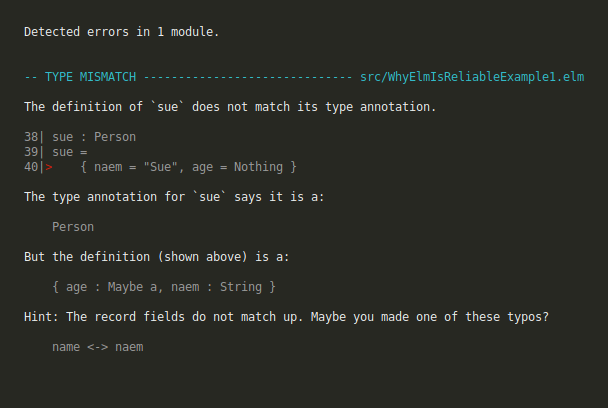 Detected errors in 1 module.
-- TYPE MISMATCH ------------------------------ src/WhyElmIsReliableExample1.elm
The definition of `sue` does not match its type annotation.
38| sue : Person
39| sue =
40|>    { naem = "Sue", age = Nothing }
The type annotation for `sue` says it is a:
    Person
But the definition (shown above) is a:
    { age : Maybe a, naem : String }
Hint: The record fields do not match up. Maybe you made one of these typos?
    name <-> naem